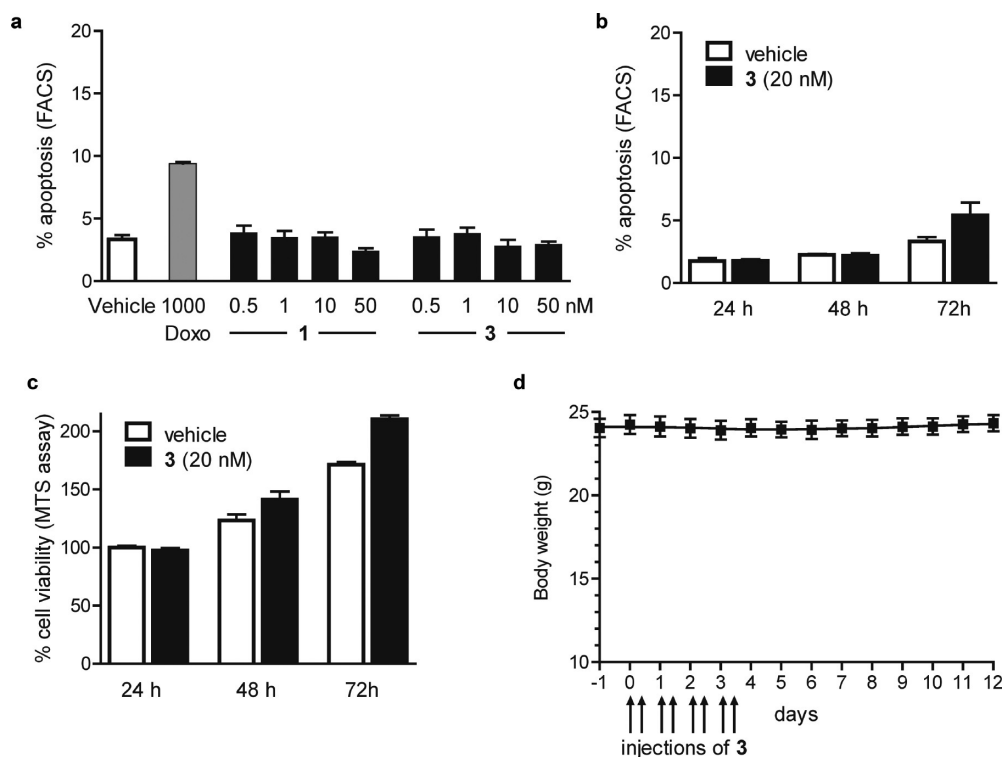 a
% apoptosis (FACS)
20
15
10
5
0
Vehicle 1000 0.5 1 10 50 0.5 1 10 50 nM
Doxo 1 3
b
% apoptosis (FACS)
20
15
10
5
0
vehicle
3 (20 nM)
24 h 48 h 72h
c
% cell viability (MTS assay)
200
150
100
50
0
vehicle
3 (20 nM)
24 h 48 h 72h
d
Body weight (g)
25
20
15
10
-1 0 1 2 3 4 5 6 7 8 9 10 11 12
days
injections of 3